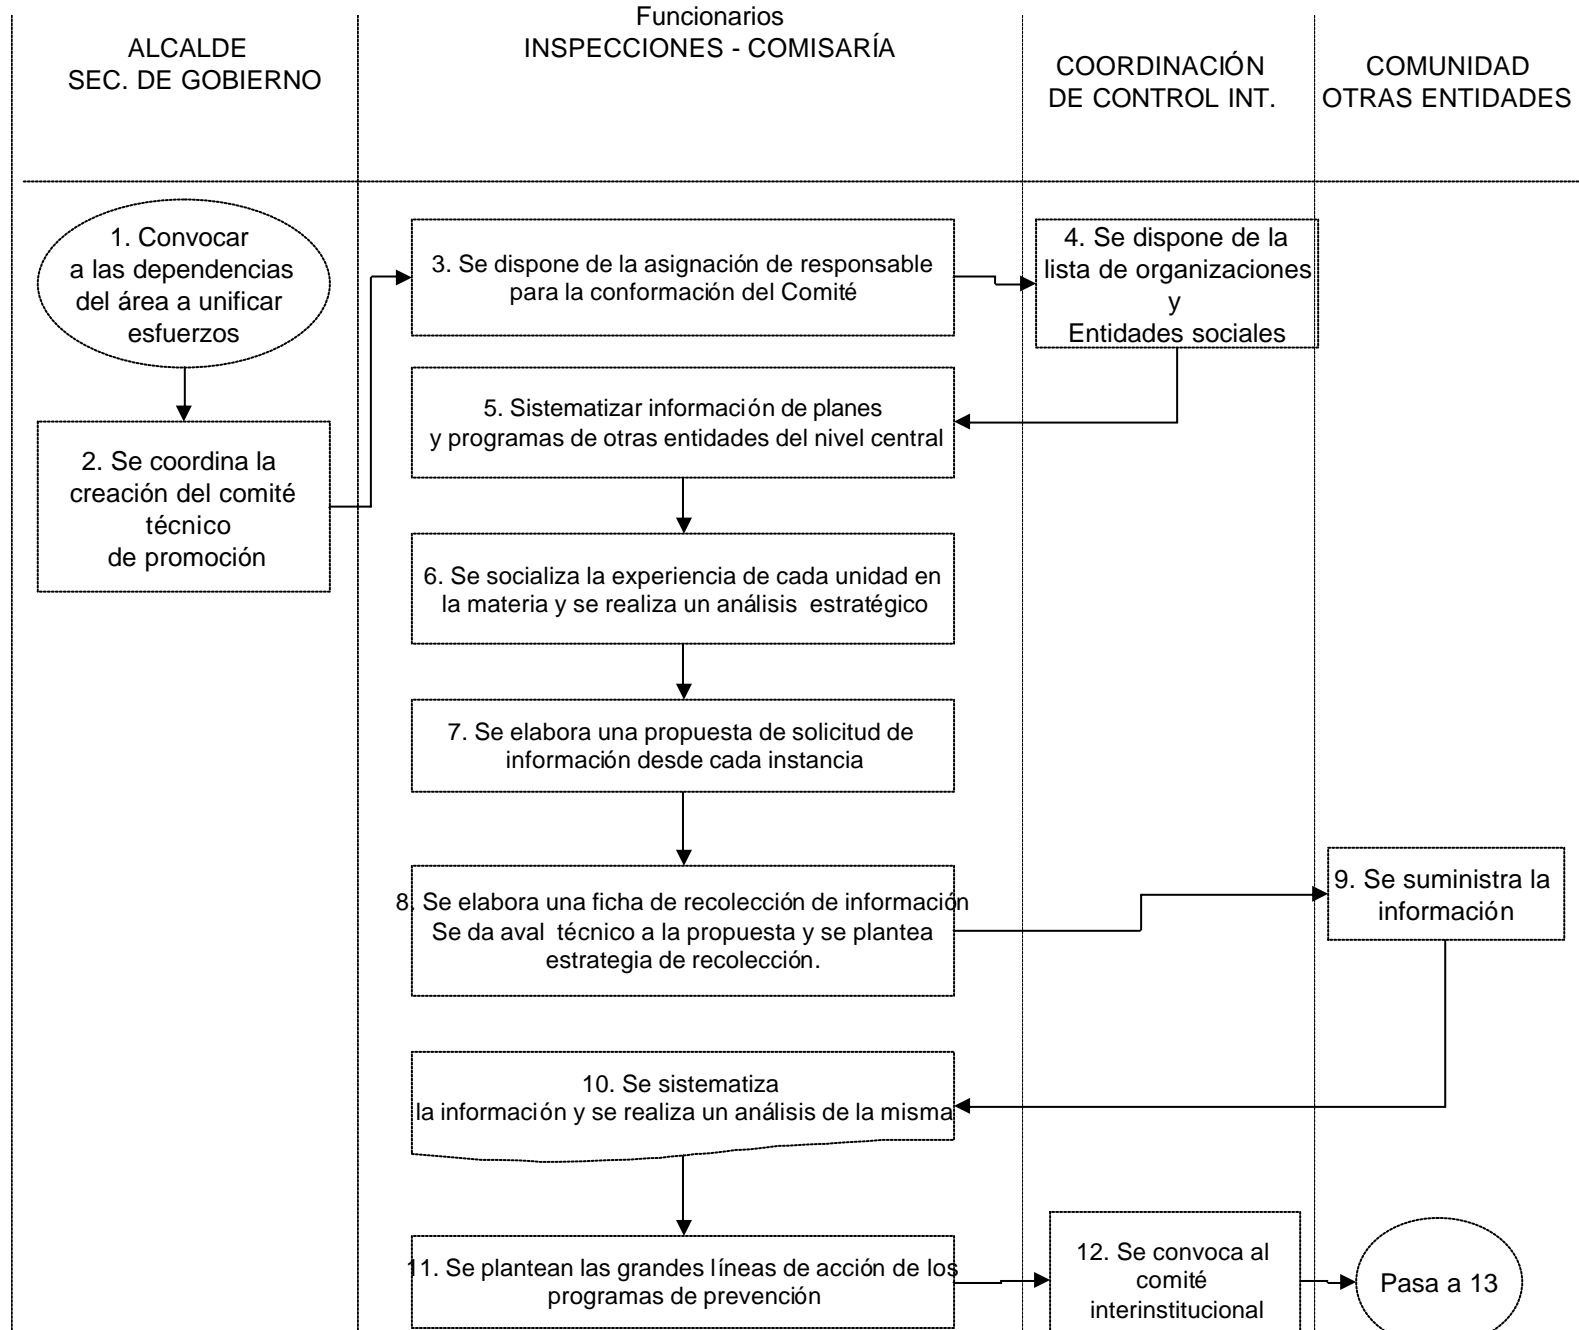 ALCALDE
SEC. DE GOBIERNO
Funcionarios
INSPECCIONES - COMISARÍA
COORDINACIÓN
DE CONTROL INT.
COMUNIDAD
OTRAS ENTIDADES
1. Convocar
a las dependencias
del área a unificar
esfuerzos
2. Se coordina la
creación del comité
técnico
de promoción
3. Se dispone de la asignación de responsable
para la conformación del Comité
4. Se dispone de la
lista de organizaciones
y
Entidades sociales
5. Sistematizar información de planes
y programas de otras entidades del nivel central
6. Se socializa la experiencia de cada unidad en
la materia y se realiza un análisis estratégico
7. Se elabora una propuesta de solicitud de
información desde cada instancia
8. Se elabora una ficha de recolección de información
Se da aval técnico a la propuesta y se plantea
estrategia de recolección.
9. Se suministra la
información
10. Se sistematiza
la información y se realiza un análisis de la misma
11. Se plantean las grandes líneas de acción de los
programas de prevención
12. Se convoca al
comité
interinstitucional
Pasa a 13